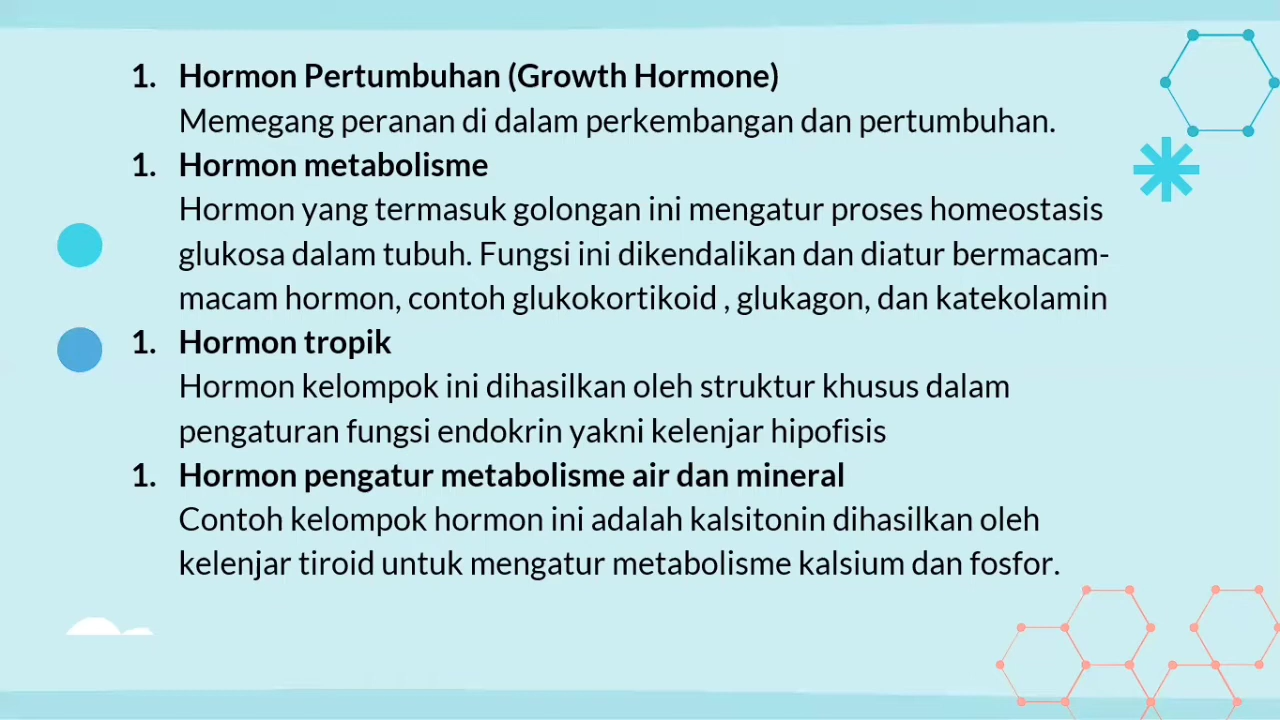 1. Hormon Pertumbuhan (Growth Hormone)
Memegang peranan di dalam perkembangan dan pertumbuhan.
1. Hormon metabolisme
Hormon yang termasuk golongan ini mengatur proses homeostasis
glukosa dalam tubuh. Fungsi ini dikendalikan dan diatur bermacam-
macam hormon, contoh glukokortikoid , glukagon, dan katekolamin
1. Hormon tropik
Hormon kelompok ini dihasilkan oleh struktur khusus dalam
pengaturan fungsi endokrin yakni kelenjar hipofisis
1. Hormon pengatur metabolisme air dan mineral
Contoh kelompok hormon ini adalah kalsitonin dihasilkan oleh
kelenjar tiroid untuk mengatur metabolisme kalsium dan fosfor.